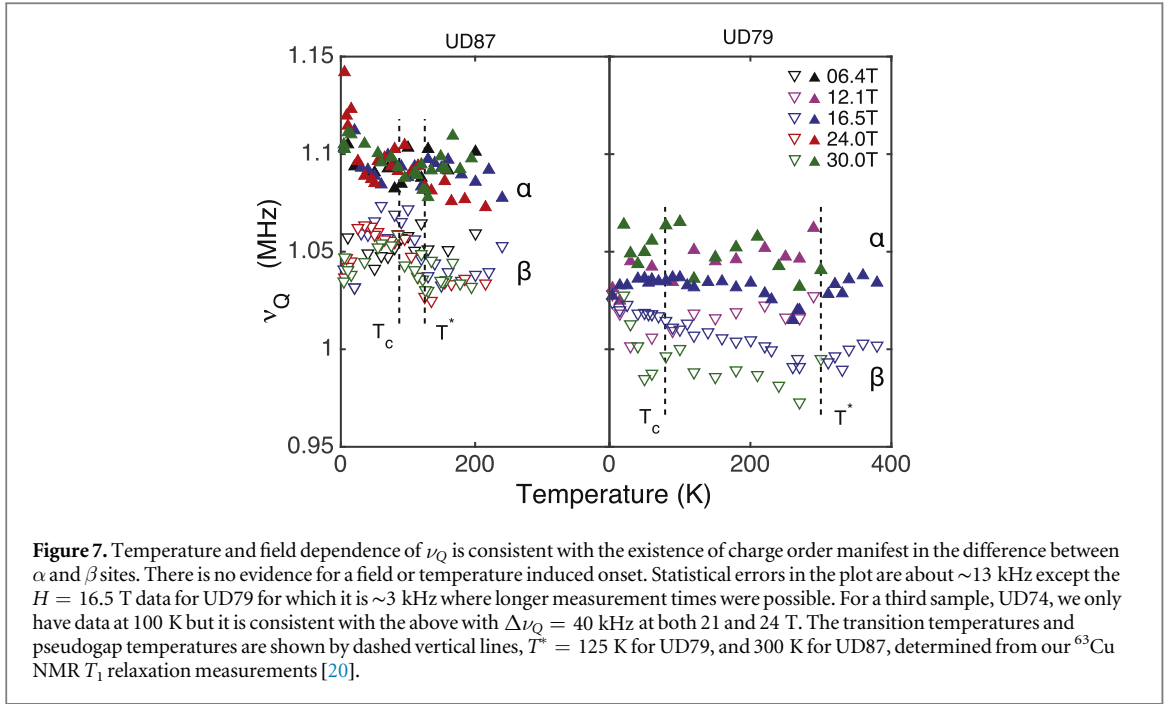 UD87
UD79
1.15
1.1
1.05
1
0.95
ν_Q (MHz)
▽ ▲ 06.4T
▽ ▲ 12.1T
▽ ▲ 16.5T
▽ ▲ 24.0T
▽ ▲ 30.0T
α
β
α
β
T_c
T*
T_c
T*
0
200
0
200
400
Temperature (K)
Figure 7. Temperature and field dependence of ν_Q is consistent with the existence of charge order manifest in the difference between
α and β sites. There is no evidence for a field or temperature induced onset. Statistical errors in the plot are about ~13 kHz except the
H = 16.5 T data for UD79 for which it is ~3 kHz where longer measurement times were possible. For a third sample, UD74, we only
have data at 100 K but it is consistent with the above with Δν_Q = 40 kHz at both 21 and 24 T. The transition temperatures and
pseudogap temperatures are shown by dashed vertical lines, T* = 125 K for UD79, and 300 K for UD87, determined from our ⁶³Cu
NMR T₁ relaxation measurements [20].